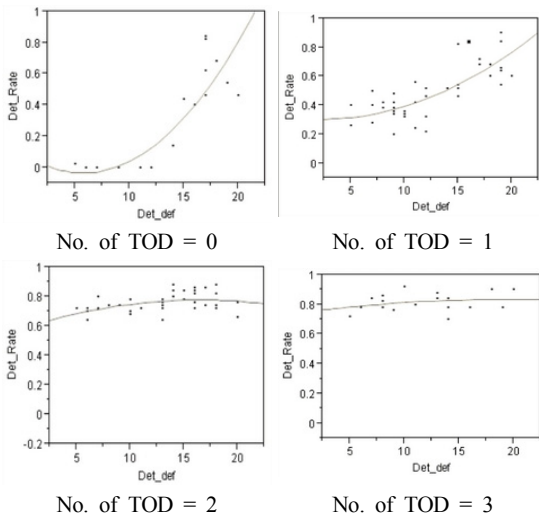 1
0.8
0.6
0.4
0.2
0
Det_Rate
5 10 15 20
Det_def
No. of TOD = 0
1
0.8
0.6
0.4
0.2
0
Det_Rate
5 10 15 20
Det_def
No. of TOD = 1
1
0.8
0.6
0.4
0.2
0
-0.2
Det_Rate
5 10 15 20
Det_def
No. of TOD = 2
1
0.8
0.6
0.4
0.2
0
Det_Rate
5 10 15 20
Det_def
No. of TOD = 3